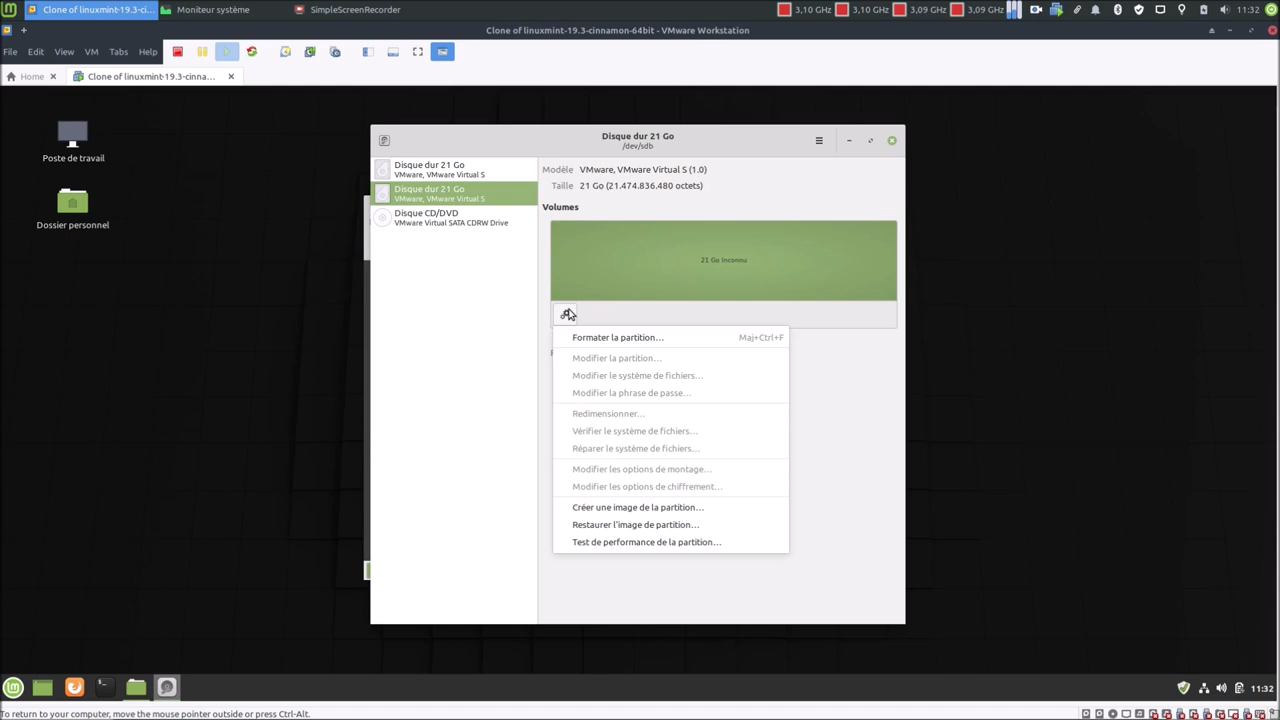 Clone of linuxmint-19.3-ci...
Moniteur système
SimpleScreenRecorder
3,10 GHz
3,10 GHz
3,09 GHz
3,09 GHz
11:32
Clone of linuxmint-19.3-cinnamon-64bit - VMware Workstation
File Edit View VM Tabs Help
Home
Clone of linuxmint-19.3-cinna...
Poste de travail
Dossier personnel
Disque dur 21 Go
/dev/sdb
Disque dur 21 Go
VMware, VMware Virtual S
Disque dur 21 Go
VMware, VMware Virtual S
Disque CD/DVD
VMware Virtual SATA CDRW Drive
Modèle VMware, VMware Virtual S (1.0)
Taille 21 Go (21.474.836.480 octets)
Volumes
21 Go Inconnu
Formater la partition… Maj+Ctrl+F
Modifier la partition…
Modifier le système de fichiers…
Modifier la phrase de passe…
Redimensionner…
Vérifier le système de fichiers…
Réparer le système de fichiers…
Modifier les options de montage…
Modifier les options de chiffrement…
Créer une image de la partition…
Restaurer l'image de partition…
Test de performance de la partition…
11:32
To return to your computer, move the mouse pointer outside or press Ctrl-Alt.